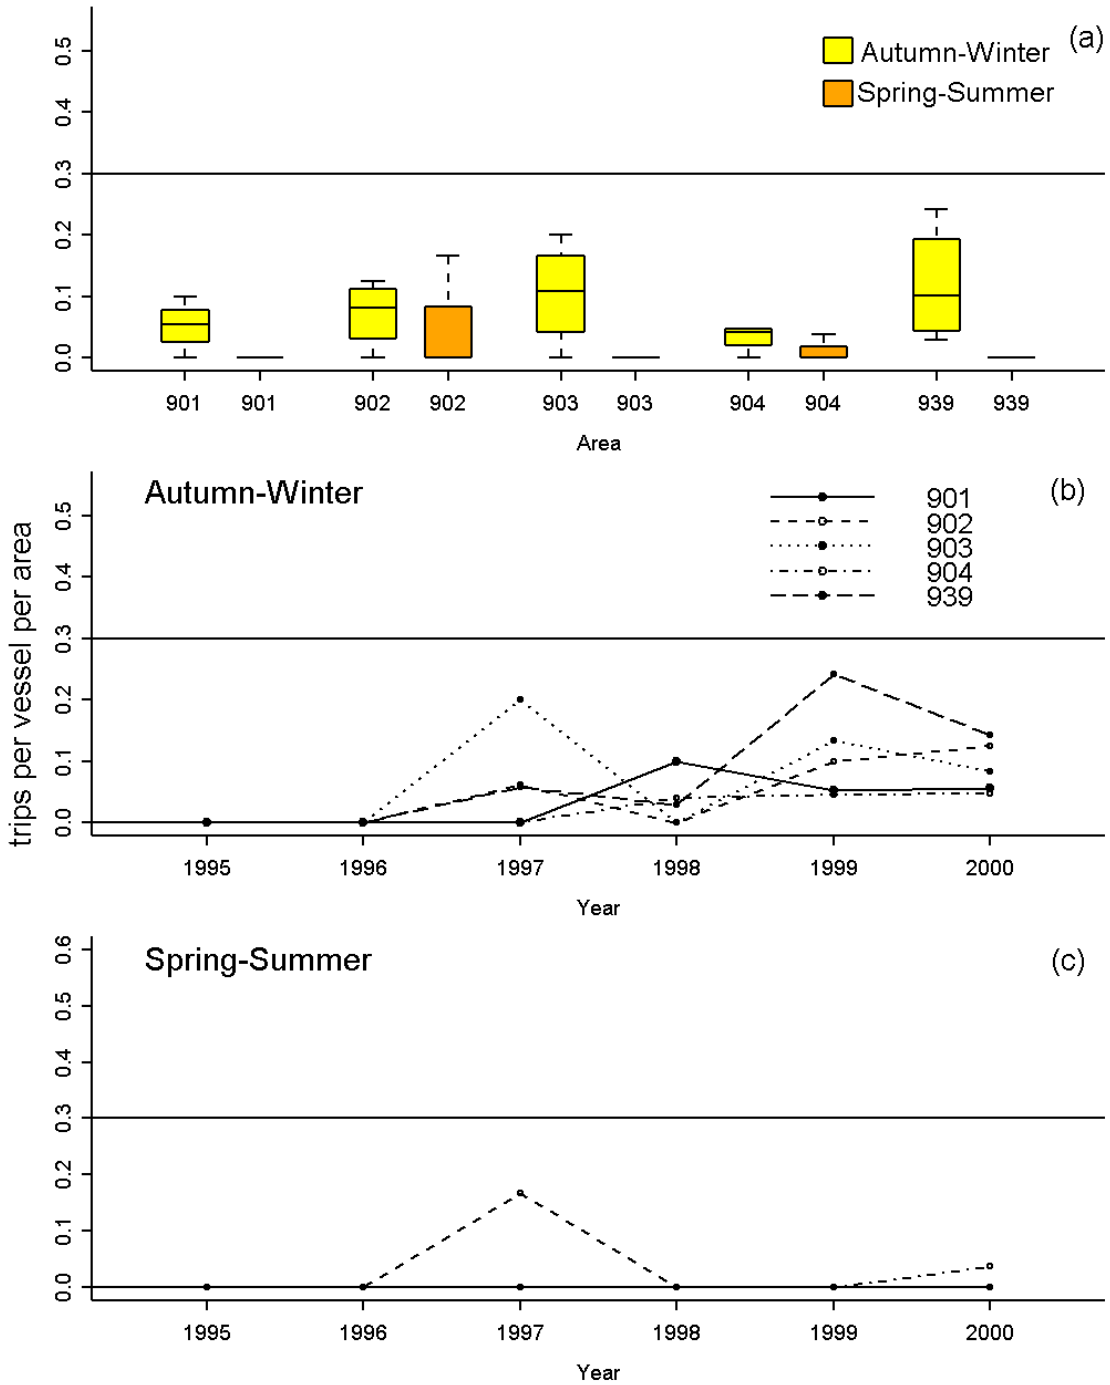 (a)
Autumn-Winter
Spring-Summer
0.5
0.4
0.3
0.2
0.1
0.0
901 901 902 902 903 903 904 904 939 939
Area
trips per vessel per area
Autumn-Winter
(b)
901
902
903
904
939
0.5
0.4
0.3
0.2
0.1
0.0
1995 1996 1997 1998 1999 2000
Year
Spring-Summer
(c)
0.6
0.5
0.4
0.3
0.2
0.1
0.0
1995 1996 1997 1998 1999 2000
Year